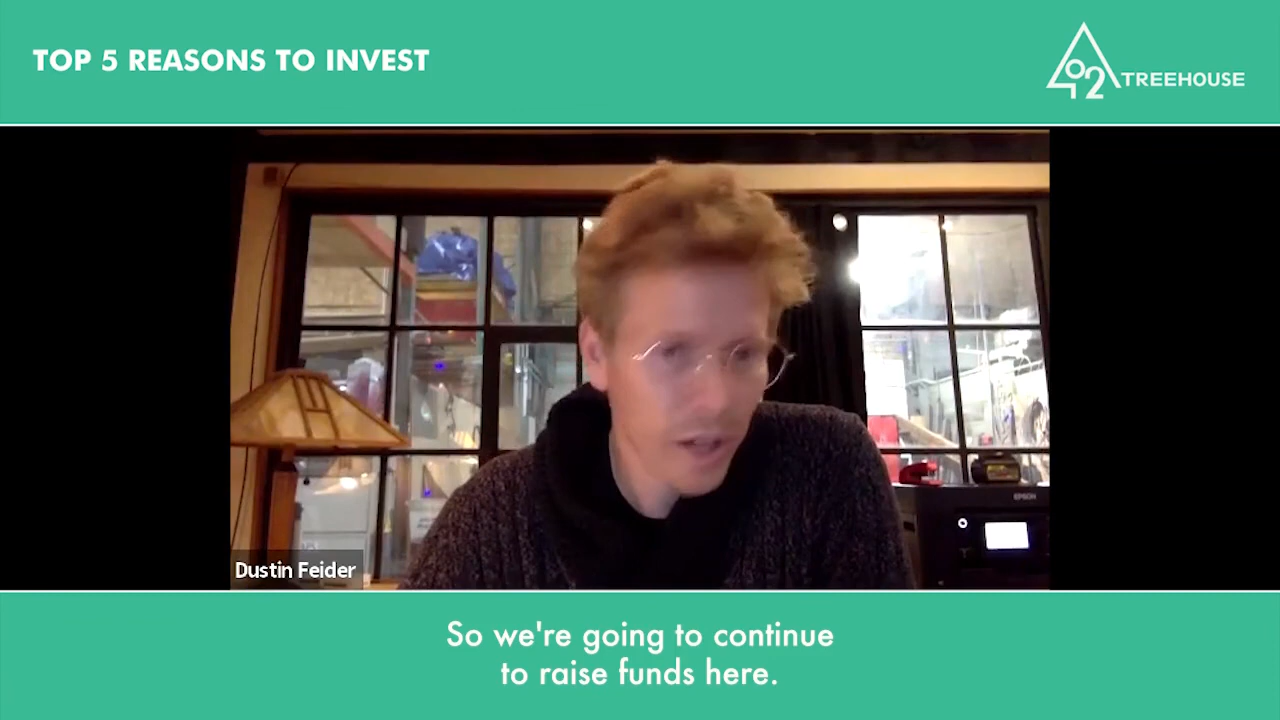 TOP 5 REASONS TO INVEST
O2 TREEHOUSE
EPSON
Dustin Feider
So we're going to continue
to raise funds here.